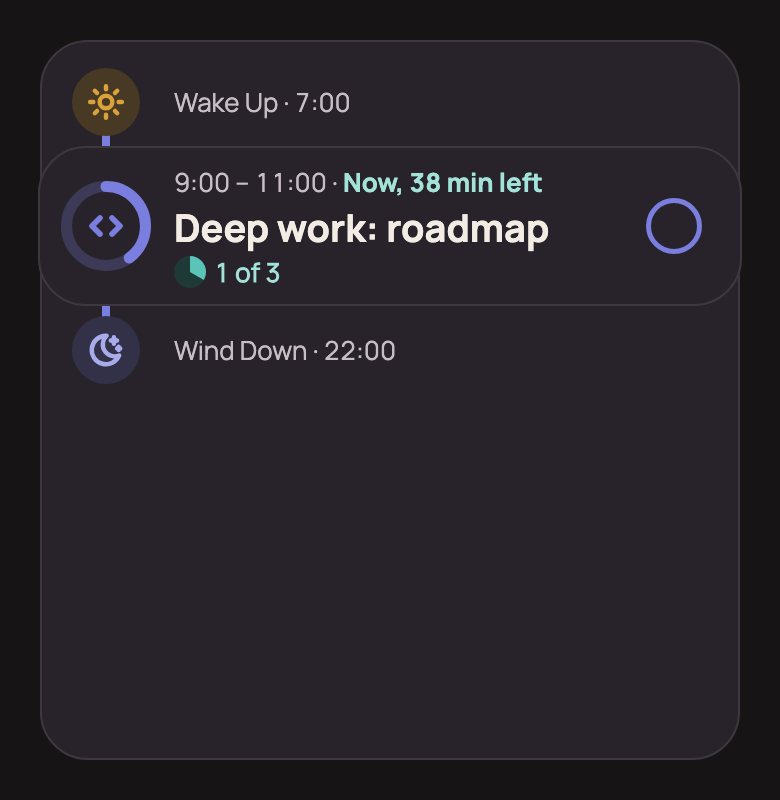 Wake Up · 7:00
9:00 – 11:00 · Now, 38 min left
Deep work: roadmap
1 of 3
Wind Down · 22:00